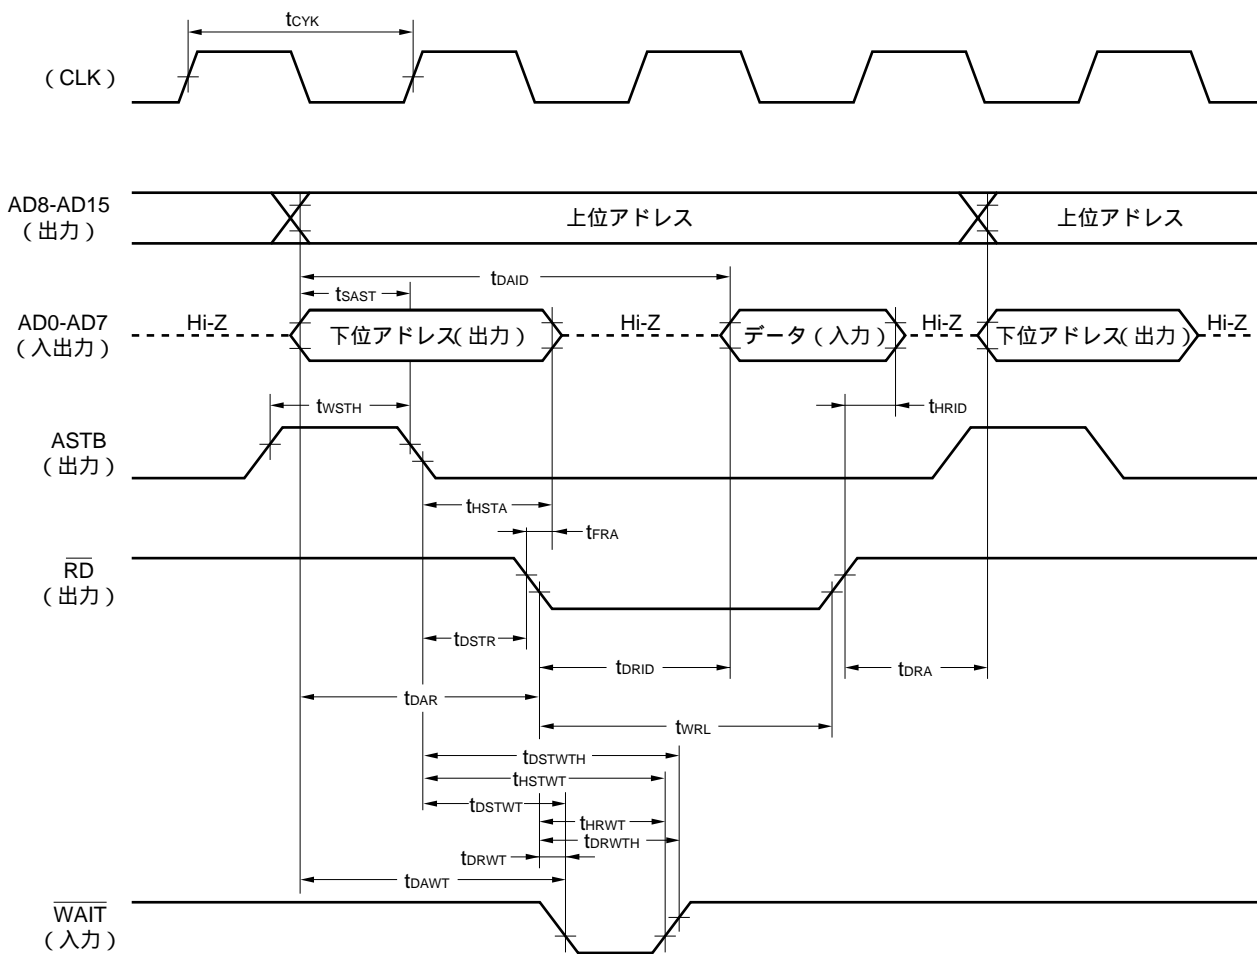 tCYK
（CLK）
AD8-AD15
（出力）
上位アドレス
上位アドレス
tDAID
tSAST
AD0-AD7
（入出力）
Hi-Z
下位アドレス（出力）
Hi-Z
データ（入力）
Hi-Z
下位アドレス（出力）
Hi-Z
tWSTH
tHRID
ASTB
（出力）
tHSTA
tFRA
RD
（出力）
tDSTR
tDRID
tDRA
tDAR
tWRL
tDSTWTH
tHSTWT
tDSTWT
tHRWT
tDRWTH
tDRWT
tDAWT
WAIT
（入力）